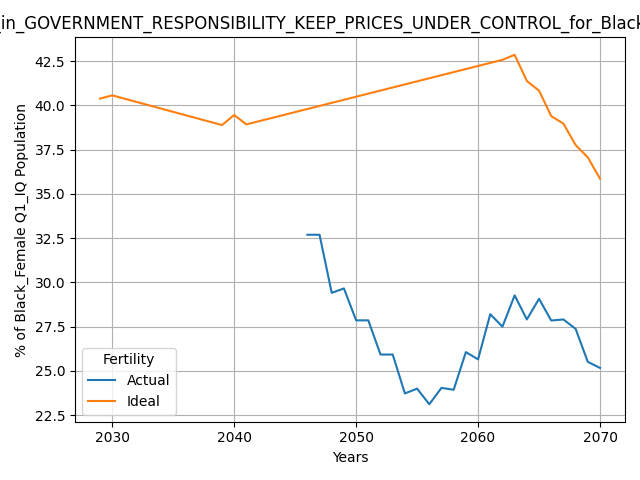 _in_GOVERNMENT_RESPONSIBILITY_KEEP_PRICES_UNDER_CONTROL_for_Black
% of Black_Female Q1_IQ Population
42.5
40.0
37.5
35.0
32.5
30.0
27.5
25.0
22.5
Fertility
Actual
Ideal
2030 2040 2050 2060 2070
Years